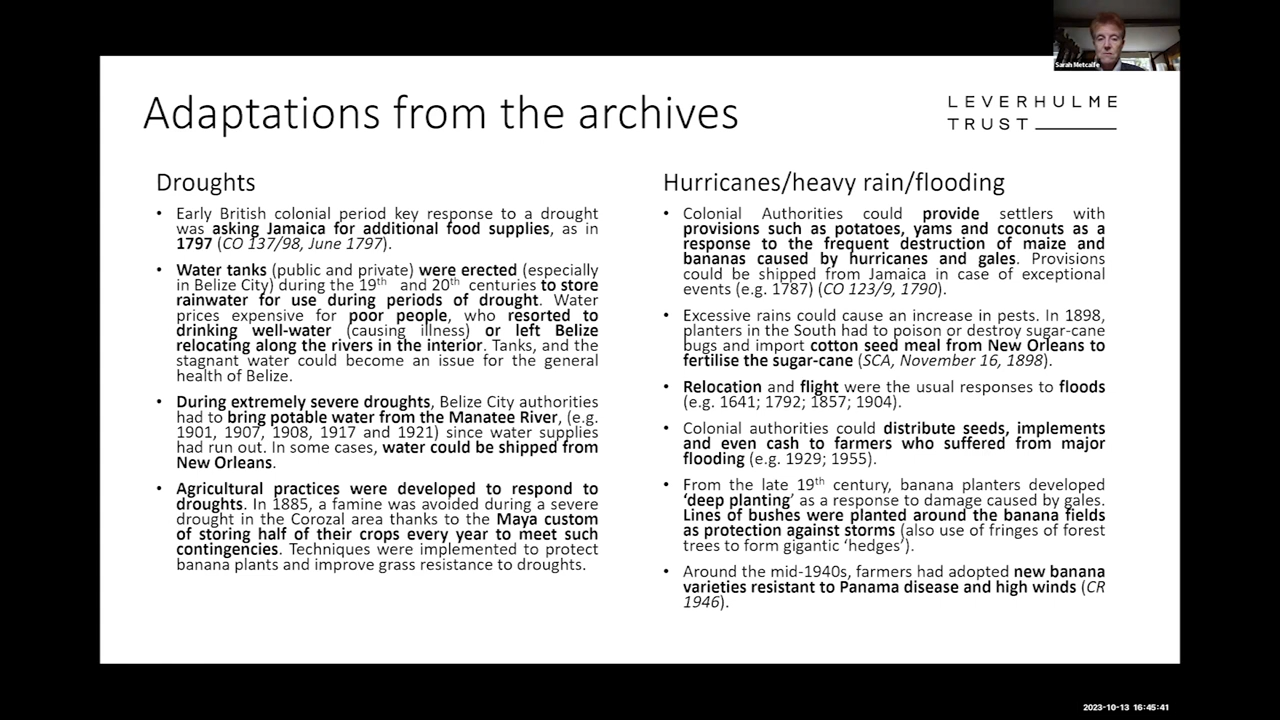 Sarah Metcalfe
Adaptations from the archives
LEVERHULME
TRUST
Droughts
• Early British colonial period key response to a drought
was asking Jamaica for additional food supplies, as in
1797 (CO 137/98, June 1797).
• Water tanks (public and private) were erected (especially
in Belize City) during the 19th and 20th centuries to store
rainwater for use during periods of drought. Water
prices expensive for poor people, who resorted to
drinking well-water (causing illness) or left Belize
relocating along the rivers in the interior. Tanks, and the
stagnant water could become an issue for the general
health of Belize.
• During extremely severe droughts, Belize City authorities
had to bring potable water from the Manatee River, (e.g.
1901, 1907, 1908, 1917 and 1921) since water supplies
had run out. In some cases, water could be shipped from
New Orleans.
• Agricultural practices were developed to respond to
droughts. In 1885, a famine was avoided during a severe
drought in the Corozal area thanks to the Maya custom
of storing half of their crops every year to meet such
contingencies. Techniques were implemented to protect
banana plants and improve grass resistance to droughts.
Hurricanes/heavy rain/flooding
• Colonial Authorities could provide settlers with
provisions such as potatoes, yams and coconuts as a
response to the frequent destruction of maize and
bananas caused by hurricanes and gales. Provisions
could be shipped from Jamaica in case of exceptional
events (e.g. 1787) (CO 123/9, 1790).
• Excessive rains could cause an increase in pests. In 1898,
planters in the South had to poison or destroy sugar-cane
bugs and import cotton seed meal from New Orleans to
fertilise the sugar-cane (SCA, November 16, 1898).
• Relocation and flight were the usual responses to floods
(e.g. 1641; 1792; 1857; 1904).
• Colonial authorities could distribute seeds, implements
and even cash to farmers who suffered from major
flooding (e.g. 1929; 1955).
• From the late 19th century, banana planters developed
‘deep planting’ as a response to damage caused by gales.
Lines of bushes were planted around the banana fields
as protection against storms (also use of fringes of forest
trees to form gigantic ‘hedges’).
• Around the mid-1940s, farmers had adopted new banana
varieties resistant to Panama disease and high winds (CR
1946).
2023-10-13 16:45:41